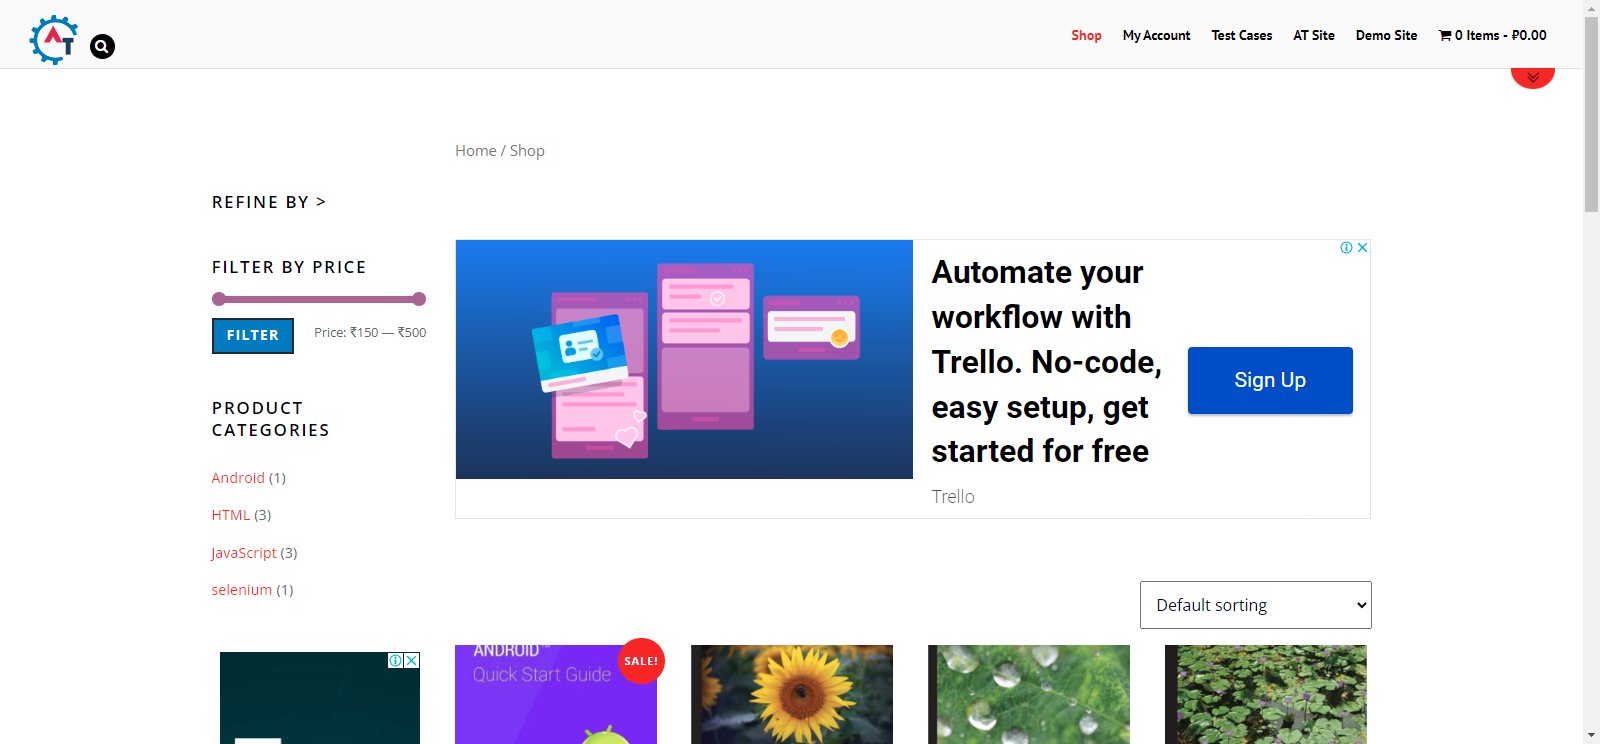 AT
Shop
My Account
Test Cases
AT Site
Demo Site
0 Items - ₽0.00
Home / Shop
REFINE BY >
FILTER BY PRICE
FILTER
Price: ₹150 — ₹500
PRODUCT
CATEGORIES
Android (1)
HTML (3)
JavaScript (3)
selenium (1)
Automate your
workflow with
Trello. No-code,
easy setup, get
started for free
Trello
Sign Up
Default sorting
ANDROID™
Quick Start Guide
SALE!